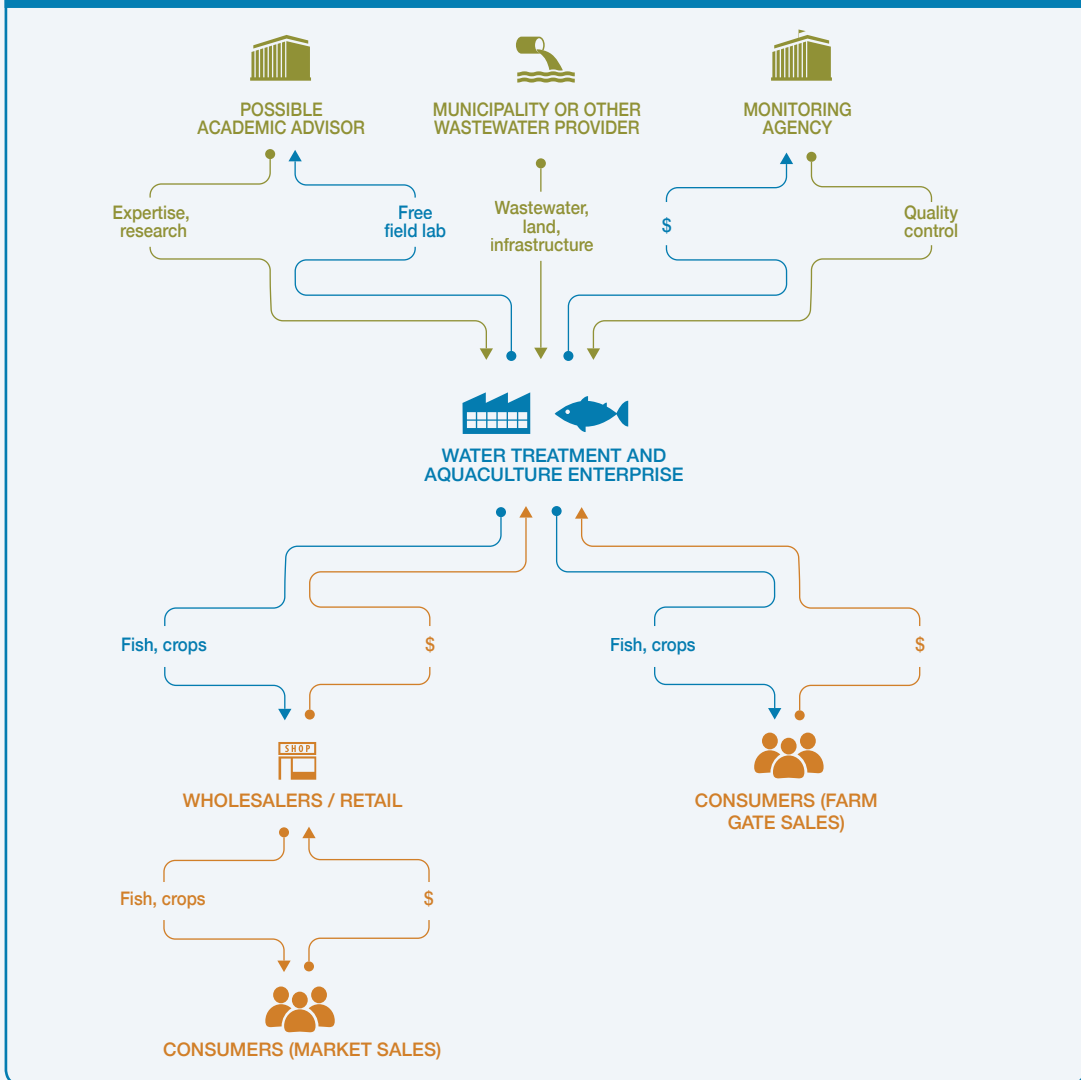 POSSIBLE
ACADEMIC ADVISOR
MUNICIPALITY OR OTHER
WASTEWATER PROVIDER
MONITORING
AGENCY
Expertise,
research
Free
field lab
Wastewater,
land,
infrastructure
$
Quality
control
WATER TREATMENT AND
AQUACULTURE ENTERPRISE
Fish, crops
$
Fish, crops
$
SHOP
WHOLESALERS / RETAIL
CONSUMERS (FARM
GATE SALES)
Fish, crops
$
CONSUMERS (MARKET SALES)